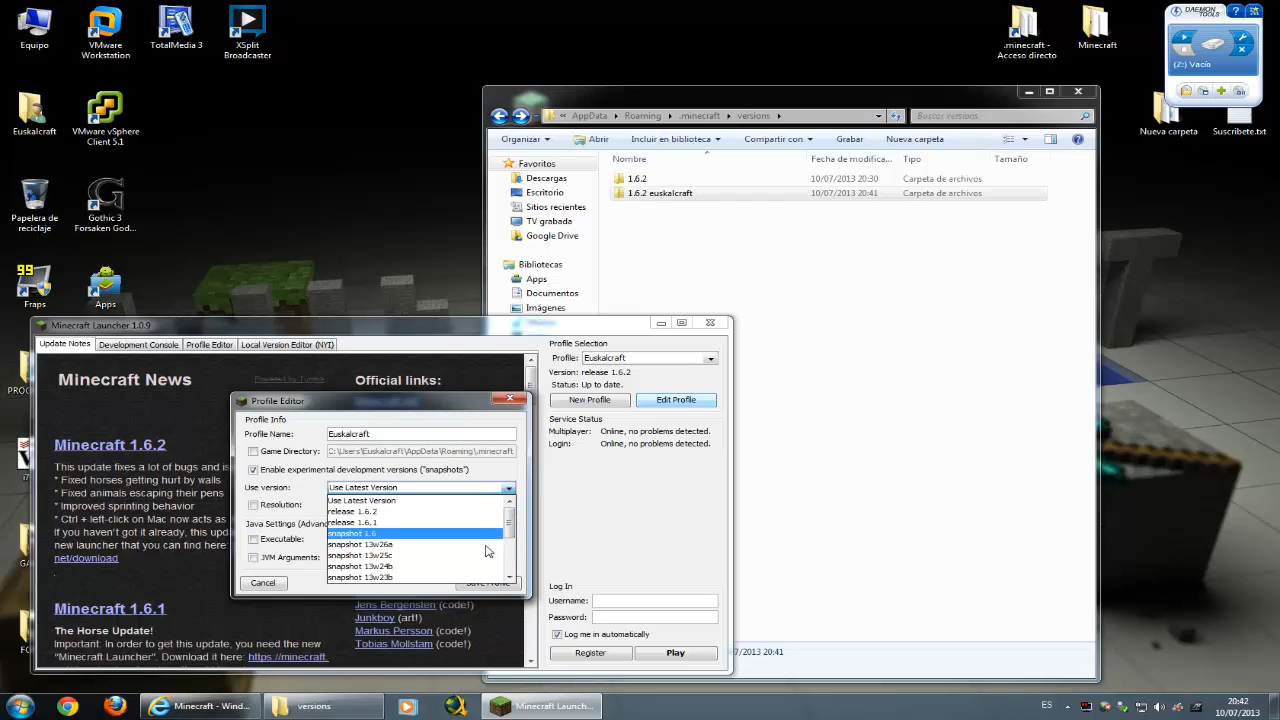 Equipo
VMware Workstation
TotalMedia 3
XSplit Broadcaster
.minecraft - Acceso directo
Minecraft
DAEMON TOOLS
(Z:) Vacío
Euskalcraft
VMware vSphere Client 5.1
Nueva carpeta
Suscribete.txt
Papelera de reciclaje
Gothic 3 Forsaken God...
99
Fraps
Apps
« AppData Roaming .minecraft versions
Buscar versions
Organizar Abrir Incluir en biblioteca Compartir con Grabar Nueva carpeta
Nombre Fecha de modifica... Tipo Tamaño
Favoritos
Descargas
Escritorio
Sitios recientes
TV grabada
Google Drive
Bibliotecas
Apps
Documentos
Imágenes
1.6.2 10/07/2013 20:30 Carpeta de archivos
1.6.2 euskalcraft 10/07/2013 20:41 Carpeta de archivos
Minecraft Launcher 1.0.9
Update Notes Development Console Profile Editor Local Version Editor (NYI)
Minecraft News
Powered by Tumblr
Official links:
Minecraft 1.6.2
This update fixes a lot of bugs and is
* Fixed horses getting hurt by walls
* Fixed animals escaping their pens
* Improved sprinting behavior
* Ctrl + left-click on Mac now acts as
If you haven't got it already, this upd
new launcher that you can find here
net/download
Minecraft 1.6.1
The Horse Update!
Important: In order to get this update, you need the new
"Minecraft Launcher". Download it here: https://minecraft.
Jens Bergensten (code!)
Junkboy (art!)
Markus Persson (code!)
Tobias Mollstam (code!)
Profile Editor
Profile Info
Profile Name: Euskalcraft
Game Directory: C:\Users\Euskalcraft\AppData\Roaming\.minecraft
Enable experimental development versions ("snapshots")
Use version: Use Latest Version
Use Latest Version
release 1.6.2
release 1.6.1
snapshot 1.6
snapshot 13w26a
snapshot 13w25c
snapshot 13w24b
snapshot 13w23b
Resolution:
Java Settings (Advan
Executable:
JVM Arguments:
Cancel
Save Profile
Profile Selection
Profile: Euskalcraft
Version: release 1.6.2
Status: Up to date.
New Profile Edit Profile
Service Status
Multiplayer: Online, no problems detected.
Login: Online, no problems detected.
Log In
Username:
Password:
Log me in automatically
Register Play
7/2013 20:41
Minecraft - Wind...
versions
Minecraft Launch...
ES
20:42
10/07/2013